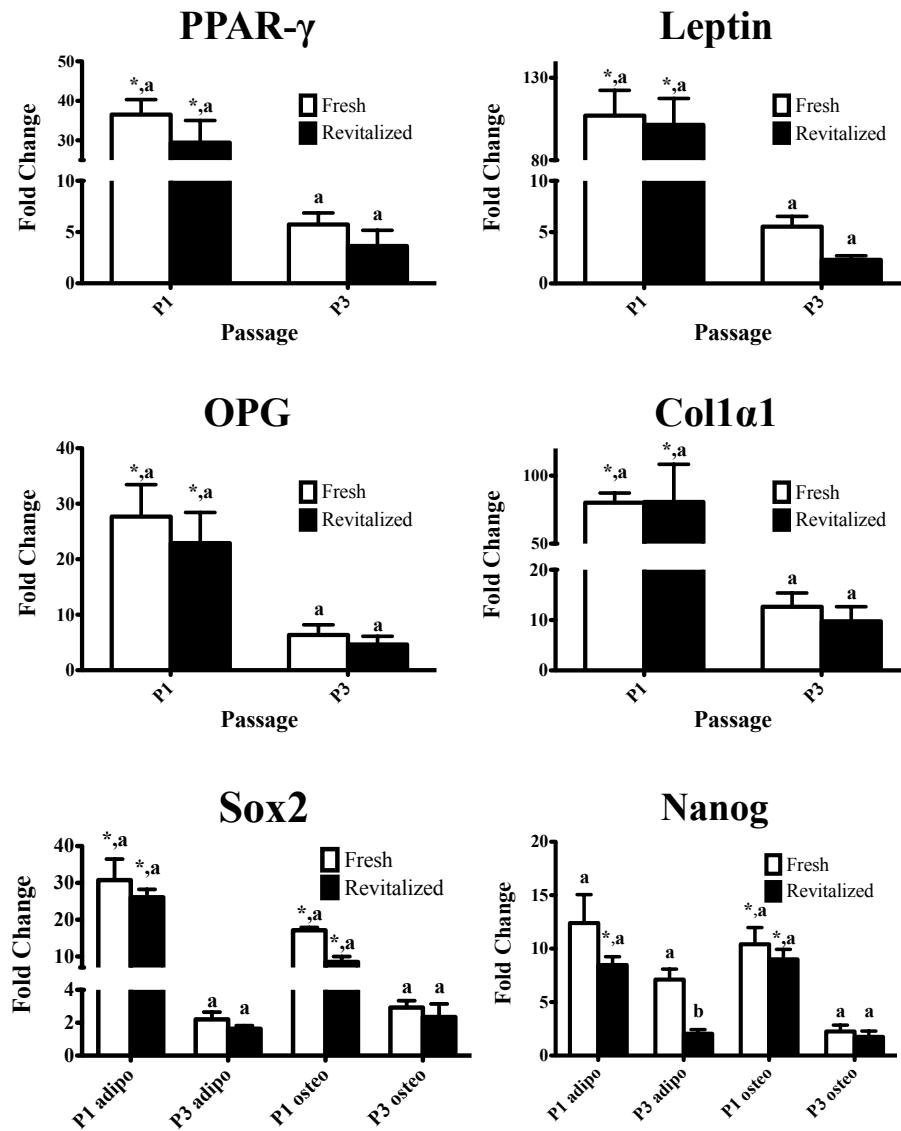 PPAR-γ
50
40
30
10
5
0
Fold Change
*,a
*,a
a
a
Fresh
Revitalized
P1
P3
Passage
Leptin
130
80
10
5
0
Fold Change
*,a
*,a
a
a
Fresh
Revitalized
P1
P3
Passage
OPG
40
30
20
10
0
Fold Change
*,a
*,a
a
a
Fresh
Revitalized
P1
P3
Passage
Col1α1
100
50
20
10
0
Fold Change
*,a
*,a
a
a
Fresh
Revitalized
P1
P3
Passage
Sox2
40
30
20
10
4
2
0
Fold Change
*,a
*,a
a
a
*,a
*,a
a
a
Fresh
Revitalized
P1 adipo
P3 adipo
P1 osteo
P3 osteo
Nanog
20
15
10
5
0
Fold Change
a
*,a
a
b
*,a
*,a
a
a
Fresh
Revitalized
P1 adipo
P3 adipo
P1 osteo
P3 osteo